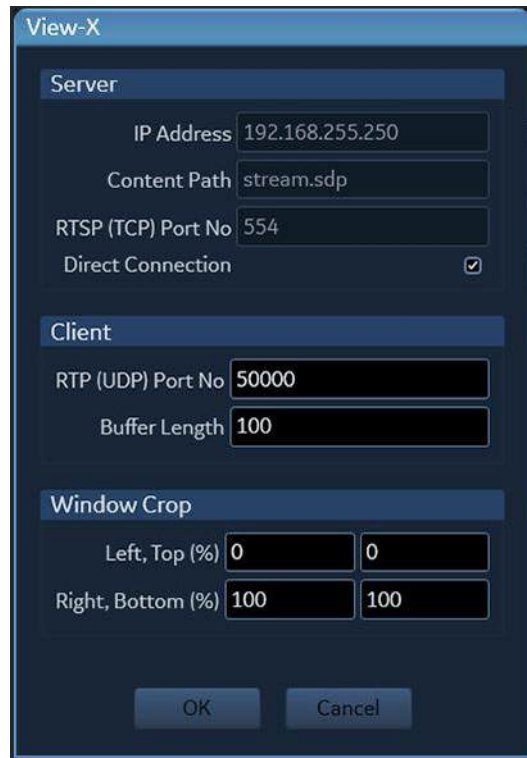 View-X
Server
IP Address 192.168.255.250
Content Path stream.sdp
RTSP (TCP) Port No 554
Direct Connection
Client
RTP (UDP) Port No 50000
Buffer Length 100
Window Crop
Left, Top (%) 0 0
Right, Bottom (%) 100 100
OK Cancel